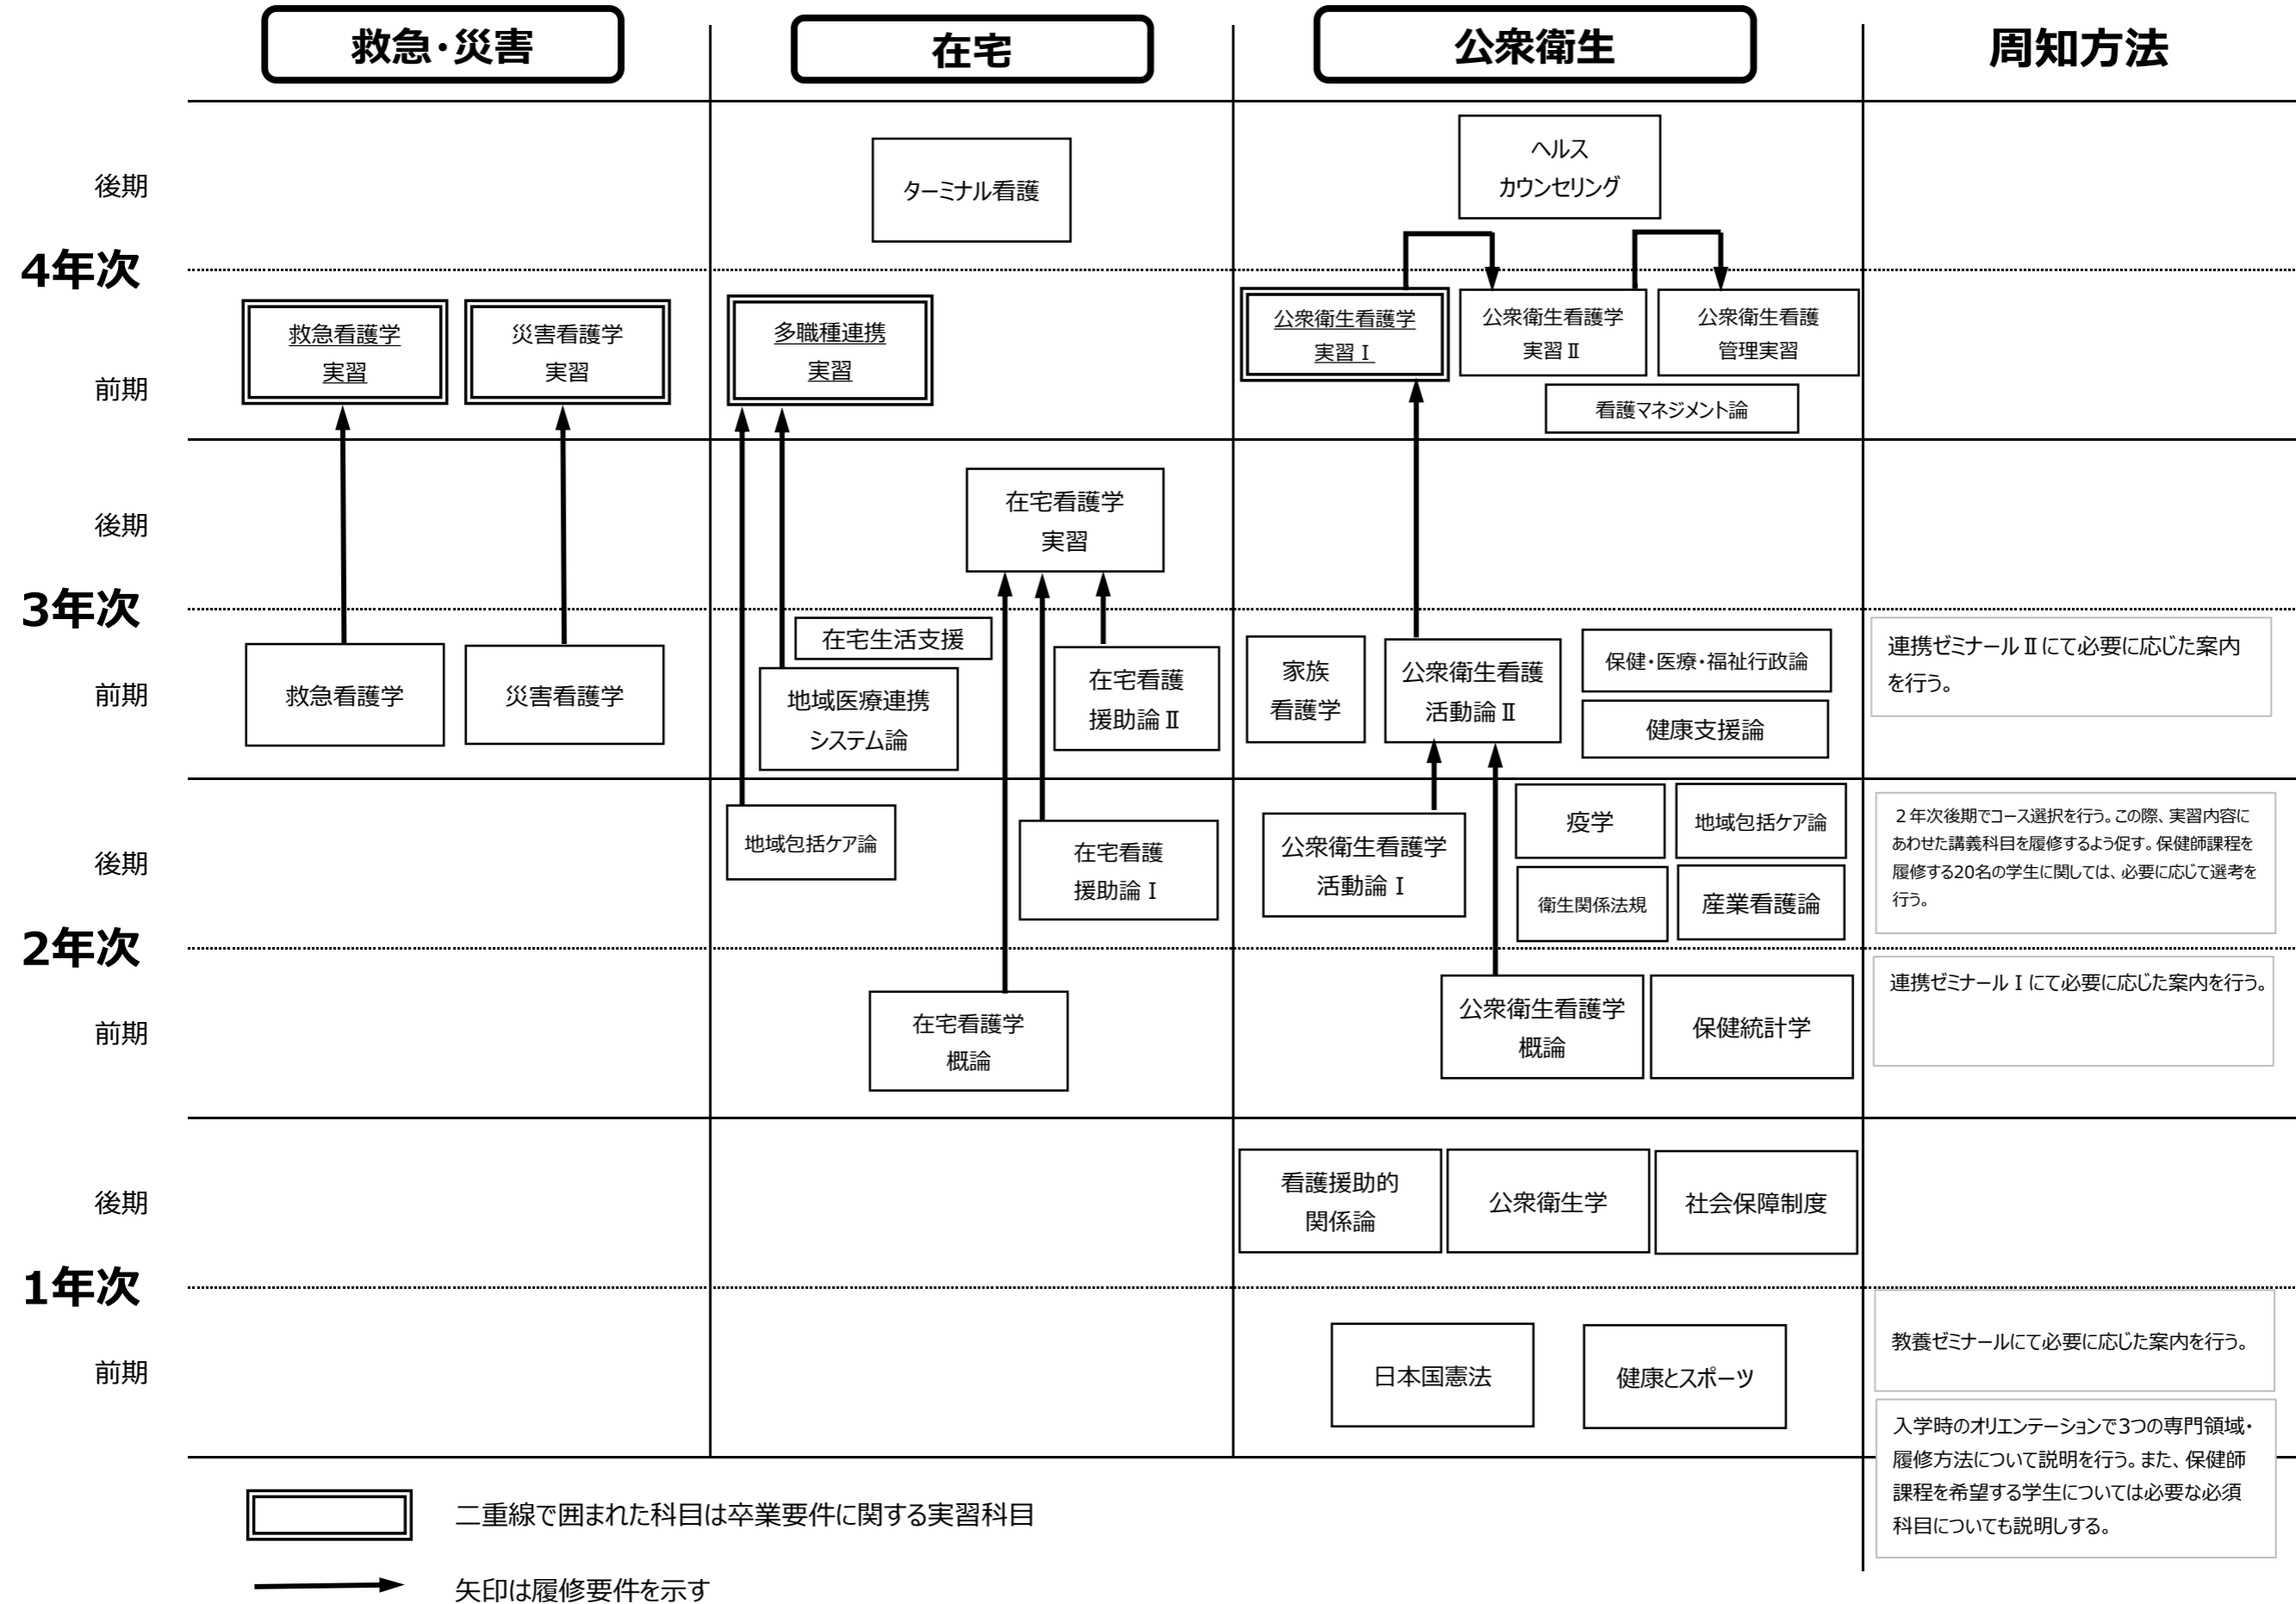 救急・災害
在宅
公衆衛生
周知方法
4年次
後期
ターミナル看護
ヘルス
カウンセリング
前期
救急看護学
実習
災害看護学
実習
多職種連携
実習
公衆衛生看護学
実習Ⅰ
公衆衛生看護学
実習Ⅱ
公衆衛生看護
管理実習
看護マネジメント論
3年次
後期
在宅看護学
実習
前期
救急看護学
災害看護学
在宅生活支援
地域医療連携
システム論
在宅看護
援助論Ⅱ
家族
看護学
公衆衛生看護
活動論Ⅱ
保健・医療・福祉行政論
健康支援論
連携ゼミナールⅡにて必要に応じた案内
を行う。
2年次
後期
地域包括ケア論
在宅看護
援助論Ⅰ
公衆衛生看護学
活動論Ⅰ
疫学
地域包括ケア論
衛生関係法規
産業看護論
２年次後期でコース選択を行う。この際、実習内容に
あわせた講義科目を履修するよう促す。保健師課程を
履修する20名の学生に関しては、必要に応じて選考を
行う。
前期
在宅看護学
概論
公衆衛生看護学
概論
保健統計学
連携ゼミナールⅠにて必要に応じた案内を行う。
1年次
後期
看護援助的
関係論
公衆衛生学
社会保障制度
前期
日本国憲法
健康とスポーツ
教養ゼミナールにて必要に応じた案内を行う。
入学時のオリエンテーションで3つの専門領域・
履修方法について説明を行う。また、保健師
課程を希望する学生については必要な必須
科目についても説明しする。
二重線で囲まれた科目は卒業要件に関する実習科目
矢印は履修要件を示す